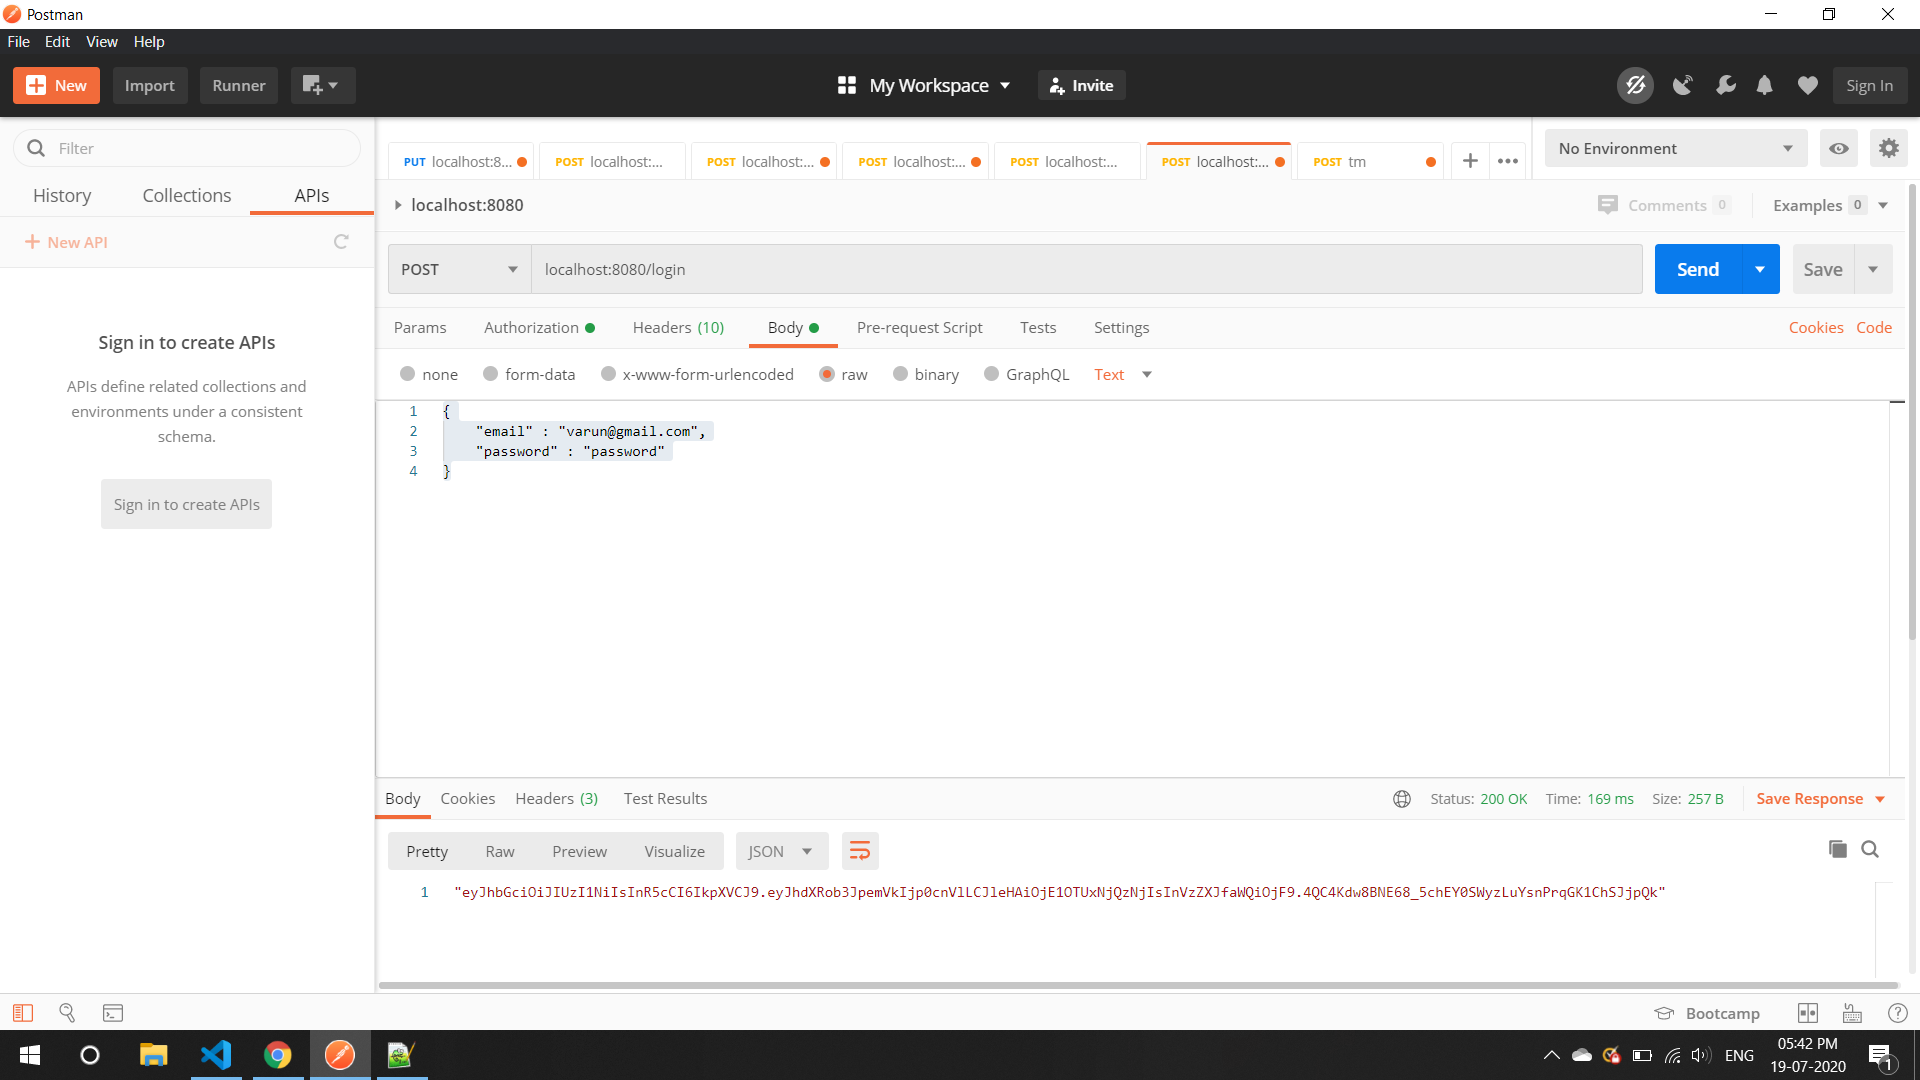 Postman
File Edit View Help
New Import Runner My Workspace Invite Sign In
Filter
History Collections APIs
New API
Sign in to create APIs
APIs define related collections and
environments under a consistent
schema.
Sign in to create APIs
PUT localhost:8... POST localhost:... POST localhost:... POST localhost:... POST localhost:... POST localhost:... POST tm
No Environment
localhost:8080
Comments 0 Examples 0
POST localhost:8080/login Send Save
Params Authorization Headers (10) Body Pre-request Script Tests Settings Cookies Code
none form-data x-www-form-urlencoded raw binary GraphQL Text
1 {
2 "email" : "varun@gmail.com",
3 "password" : "password"
4 }
Body Cookies Headers (3) Test Results Status: 200 OK Time: 169 ms Size: 257 B Save Response
Pretty Raw Preview Visualize JSON
1 "eyJhbGciOiJIUzI1NiIsInR5cCI6IkpXVCJ9.eyJhdXRob3JpemVkIjp0cnVlLCJleHAiOjE1OTUxNjQzNjIsInVzZXJfaWQiOjF9.4QC4Kdw8BNE68_5chEY0SWyzLuYsnPrqGK1ChSJjpQk"
Bootcamp
ENG
05:42 PM
19-07-2020
1